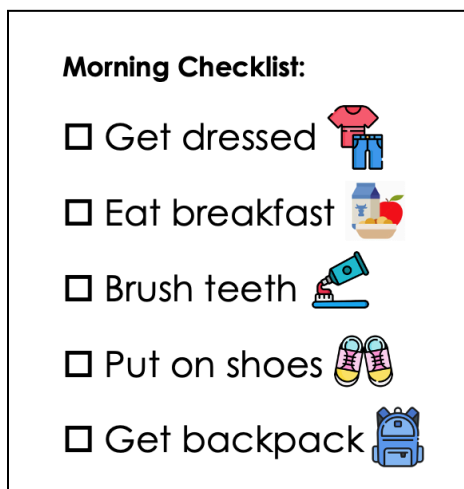 Morning Checklist:
☐ Get dressed
☐ Eat breakfast
☐ Brush teeth
☐ Put on shoes
☐ Get backpack